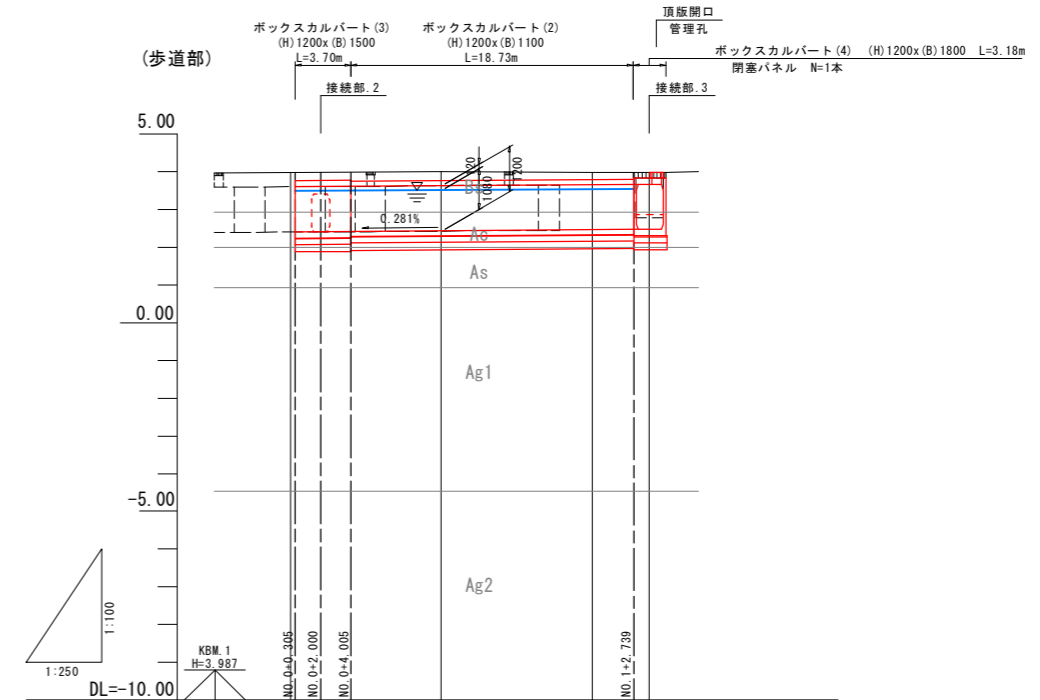 頂版開口
管理孔
ボックスカルバート(3)
(H)1200x(B)1500
L=3.70m
ボックスカルバート(2)
(H)1200x(B)1100
L=18.73m
ボックスカルバート(4) (H)1200x(B)1800 L=3.18m
閉塞パネル N=1本
(歩道部)
接続部.2
接続部.3
5.00
1200
1080
0.281%
Ac
As
0.00
Ag1
-5.00
Ag2
1:100
1:250
KBM.1
H=3.987
NO.0+0.305
NO.0+2.000
NO.0+4.005
NO.1+2.739
DL=-10.00